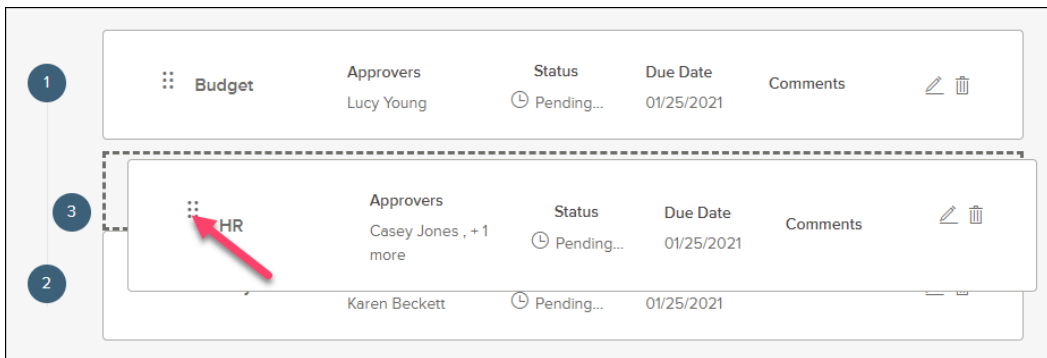 1
Budget
Approvers
Lucy Young
Status
Pending...
Due Date
01/25/2021
Comments
3
HR
Approvers
Casey Jones , + 1
more
Status
Pending...
Due Date
01/25/2021
Comments
2
Karen Beckett
Pending...
01/25/2021